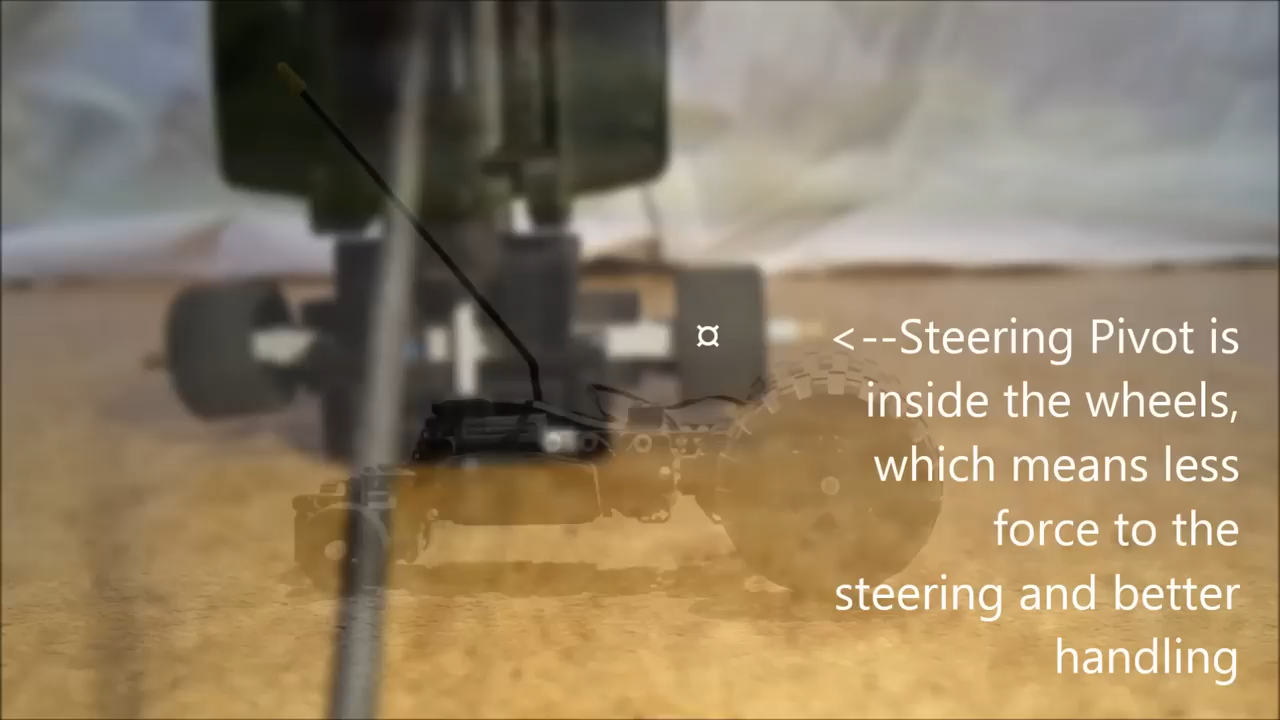 ¤ <--Steering Pivot is
inside the wheels,
which means less
force to the
steering and better
handling